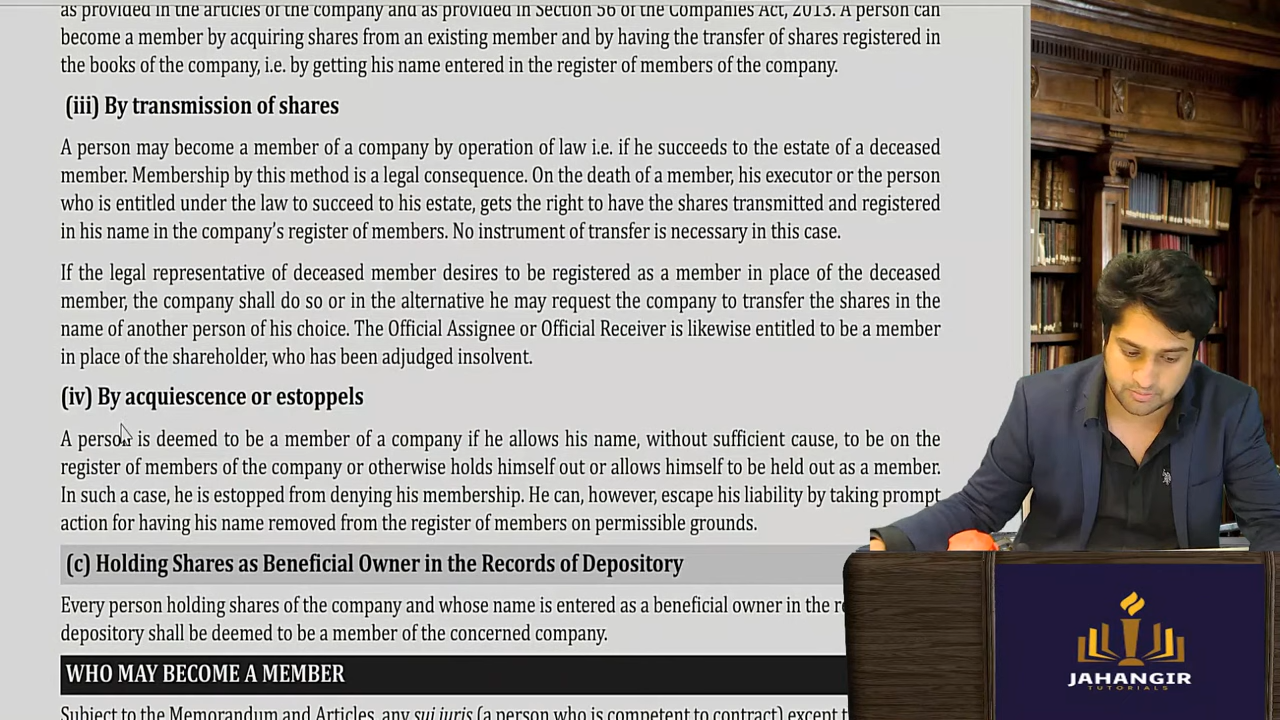 as provided in the articles of the company and as provided in Section 56 of the Companies Act, 2013. A person can
become a member by acquiring shares from an existing member and by having the transfer of shares registered in
the books of the company, i.e. by getting his name entered in the register of members of the company.
(iii) By transmission of shares
A person may become a member of a company by operation of law i.e. if he succeeds to the estate of a deceased
member. Membership by this method is a legal consequence. On the death of a member, his executor or the person
who is entitled under the law to succeed to his estate, gets the right to have the shares transmitted and registered
in his name in the company's register of members. No instrument of transfer is necessary in this case.
If the legal representative of deceased member desires to be registered as a member in place of the deceased
member, the company shall do so or in the alternative he may request the company to transfer the shares in the
name of another person of his choice. The Official Assignee or Official Receiver is likewise entitled to be a member
in place of the shareholder, who has been adjudged insolvent.
(iv) By acquiescence or estoppels
A person is deemed to be a member of a company if he allows his name, without sufficient cause, to be on the
register of members of the company or otherwise holds himself out or allows himself to be held out as a member.
In such a case, he is estopped from denying his membership. He can, however, escape his liability by taking prompt
action for having his name removed from the register of members on permissible grounds.
(c) Holding Shares as Beneficial Owner in the Records of Depository
Every person holding shares of the company and whose name is entered as a beneficial owner in the
depository shall be deemed to be a member of the concerned company.
WHO MAY BECOME A MEMBER
Subject to the Memorandum and Articles, any sui juris (a person who is competent to contract) except
JAHANGIR
TUTORIALS